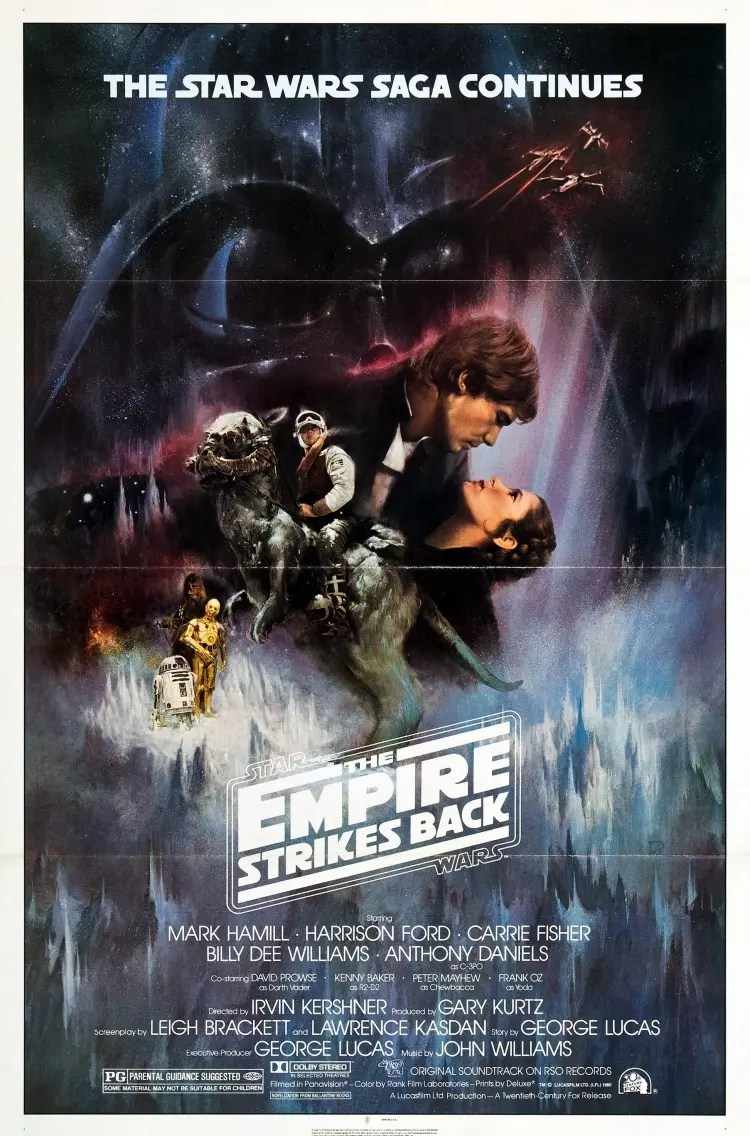 THE STAR WARS SAGA CONTINUES
STAR
THE
EMPIRE
STRIKES BACK
WARS
Starring
MARK HAMILL · HARRISON FORD · CARRIE FISHER
BILLY DEE WILLIAMS · ANTHONY DANIELS
as C-3PO
Co-starring DAVID PROWSE · KENNY BAKER · PETER MAYHEW · FRANK OZ
as Darth Vader as R2-D2 as Chewbacca as Yoda
Directed by IRVIN KERSHNER Produced by GARY KURTZ
Screenplay by LEIGH BRACKETT and LAWRENCE KASDAN Story by GEORGE LUCAS
Executive Producer GEORGE LUCAS Music by JOHN WILLIAMS
PG PARENTAL GUIDANCE SUGGESTED
SOME MATERIAL MAY NOT BE SUITABLE FOR CHILDREN
DOLBY STEREO
IN SELECTED THEATRES
ORIGINAL SOUNDTRACK ON RSO RECORDS
Filmed in Panavision® – Color by Rank Film Laboratories – Prints by Deluxe® TM © LUCASFILM LTD. (LFL) 1980
NOVELIZATION FROM BALLANTINE BOOKS
A Lucasfilm Ltd. Production – A Twentieth-Century Fox Release
FOX